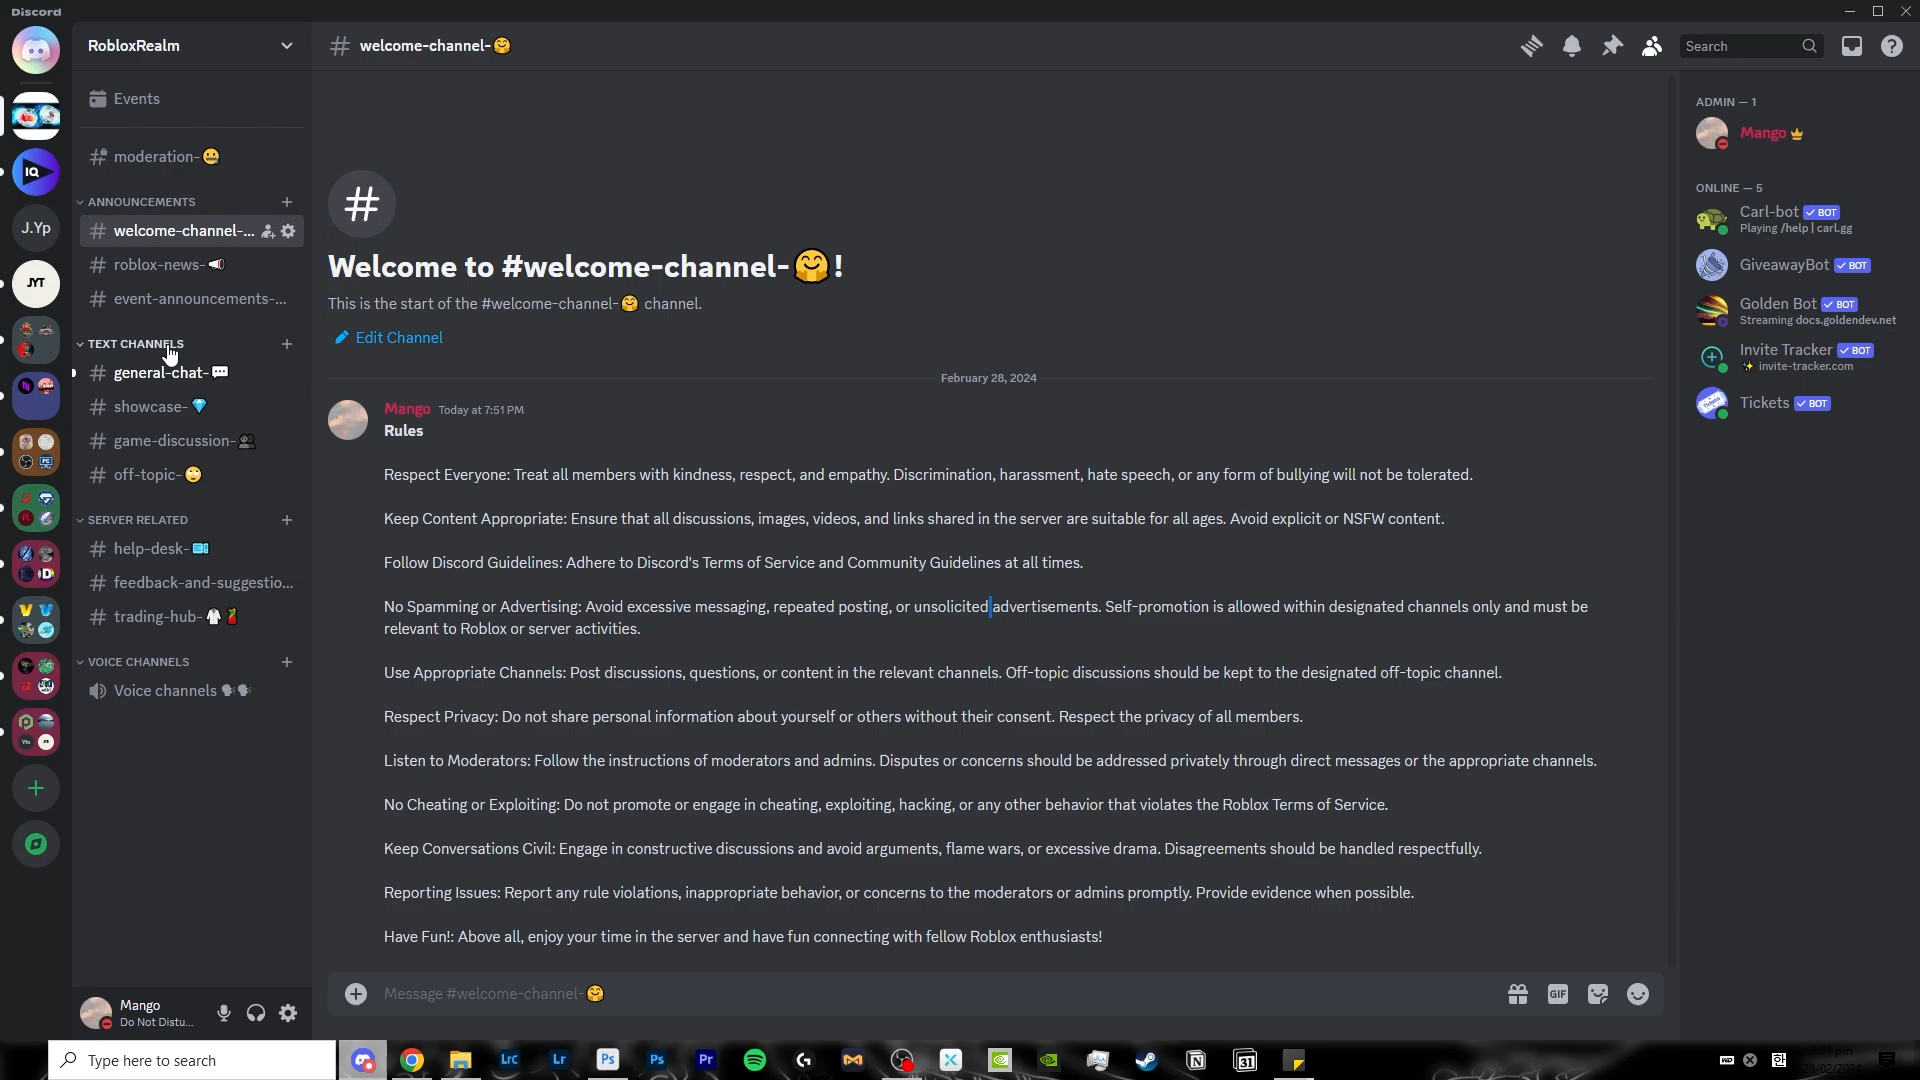 Discord
RobloxRealm
Events
moderation-🤐
ANNOUNCEMENTS
welcome-channel-...
roblox-news-📢
event-announcements-...
TEXT CHANNELS
general-chat-💬
showcase-💎
game-discussion-👥
off-topic-🙄
SERVER RELATED
help-desk-🎫
feedback-and-suggestio...
trading-hub-👕💃
VOICE CHANNELS
Voice channels 🗣🗣
IQ
J.Yp
JYT
Mango
Do Not Distu...
# welcome-channel-🤗
Search
Welcome to #welcome-channel-🤗!
This is the start of the #welcome-channel-🤗 channel.
Edit Channel
February 28, 2024
Mango Today at 7:51 PM
Rules
Respect Everyone: Treat all members with kindness, respect, and empathy. Discrimination, harassment, hate speech, or any form of bullying will not be tolerated.
Keep Content Appropriate: Ensure that all discussions, images, videos, and links shared in the server are suitable for all ages. Avoid explicit or NSFW content.
Follow Discord Guidelines: Adhere to Discord's Terms of Service and Community Guidelines at all times.
No Spamming or Advertising: Avoid excessive messaging, repeated posting, or unsolicited advertisements. Self-promotion is allowed within designated channels only and must be
relevant to Roblox or server activities.
Use Appropriate Channels: Post discussions, questions, or content in the relevant channels. Off-topic discussions should be kept to the designated off-topic channel.
Respect Privacy: Do not share personal information about yourself or others without their consent. Respect the privacy of all members.
Listen to Moderators: Follow the instructions of moderators and admins. Disputes or concerns should be addressed privately through direct messages or the appropriate channels.
No Cheating or Exploiting: Do not promote or engage in cheating, exploiting, hacking, or any other behavior that violates the Roblox Terms of Service.
Keep Conversations Civil: Engage in constructive discussions and avoid arguments, flame wars, or excessive drama. Disagreements should be handled respectfully.
Reporting Issues: Report any rule violations, inappropriate behavior, or concerns to the moderators or admins promptly. Provide evidence when possible.
Have Fun!: Above all, enjoy your time in the server and have fun connecting with fellow Roblox enthusiasts!
Message #welcome-channel-🤗
GIF
ADMIN — 1
Mango
ONLINE — 5
Carl-bot BOT
Playing /help | carl.gg
GiveawayBot BOT
Golden Bot BOT
Streaming docs.goldendev.net
Invite Tracker BOT
✨ invite-tracker.com
Tickets BOT
Type here to search
LrC
Lr
Ps
Ps
Pr
31